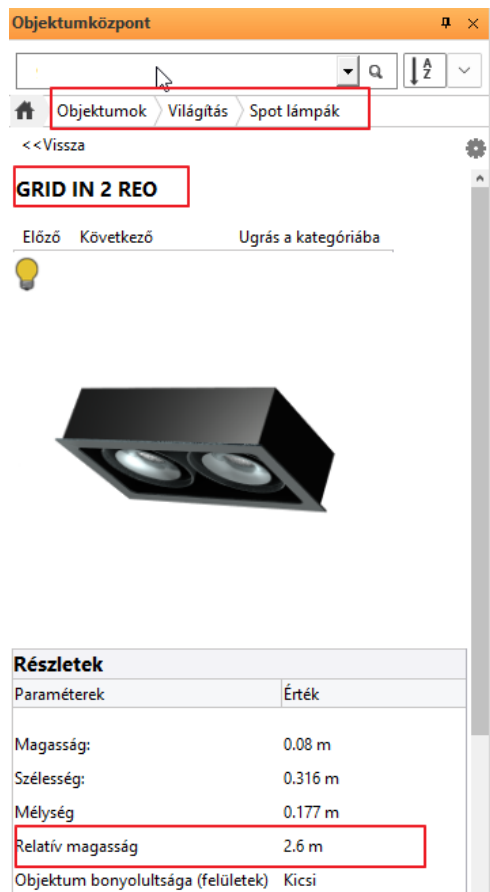 Objektumközpont
A
Z
Objektumok Világítás Spot lámpák
<<Vissza
GRID IN 2 REO
Előző Következő Ugrás a kategóriába
Részletek
Paraméterek Érték
Magasság: 0.08 m
Szélesség: 0.316 m
Mélység 0.177 m
Relatív magasság 2.6 m
Objektum bonyolultsága (felületek) Kicsi